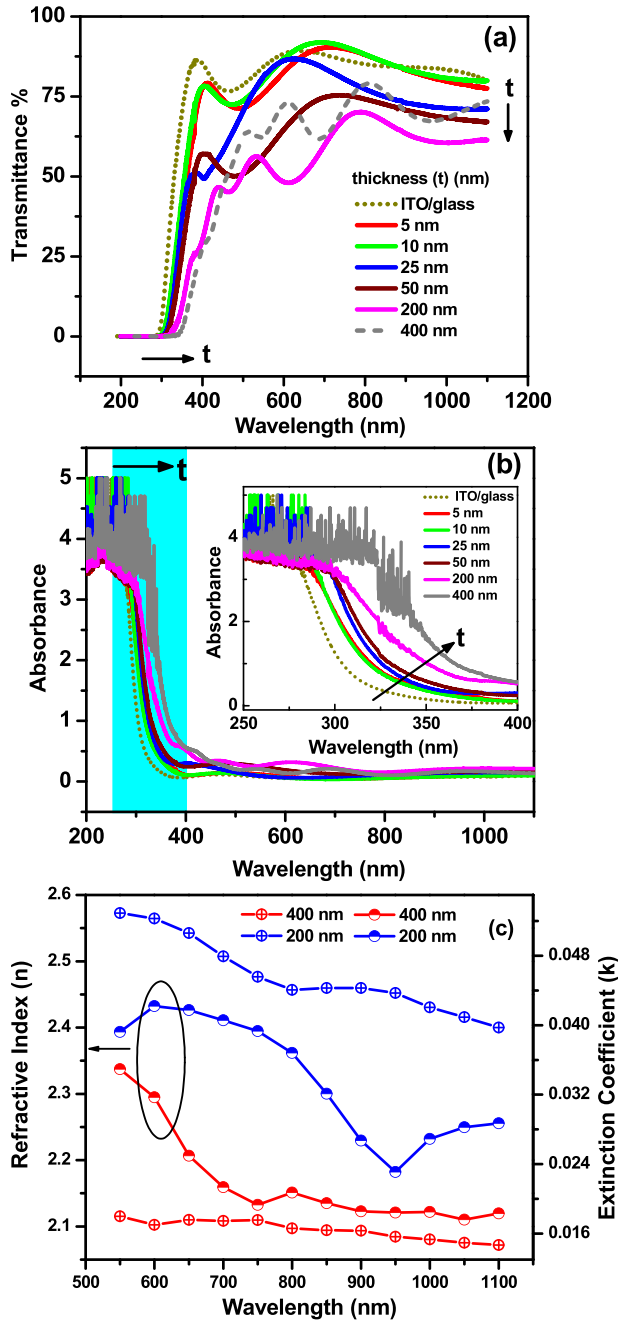 (a)
Transmittance %
100
75
50
25
0
t
thickness (t) (nm)
ITO/glass
5 nm
10 nm
25 nm
50 nm
200 nm
400 nm
t
200 400 600 800 1000 1200
Wavelength (nm)
(b)
Absorbance
5
4
3
2
1
0
t
Absorbance
4
2
0
ITO/glass
5 nm
10 nm
25 nm
50 nm
200 nm
400 nm
t
250 300 350 400
Wavelength (nm)
200 400 600 800 1000
Wavelength (nm)
(c)
Refractive Index (n)
2.6
2.5
2.4
2.3
2.2
2.1
400 nm 400 nm
200 nm 200 nm
0.048
0.040
0.032
0.024
0.016
Extinction Coefficient (k)
500 600 700 800 900 1000 1100
Wavelength (nm)